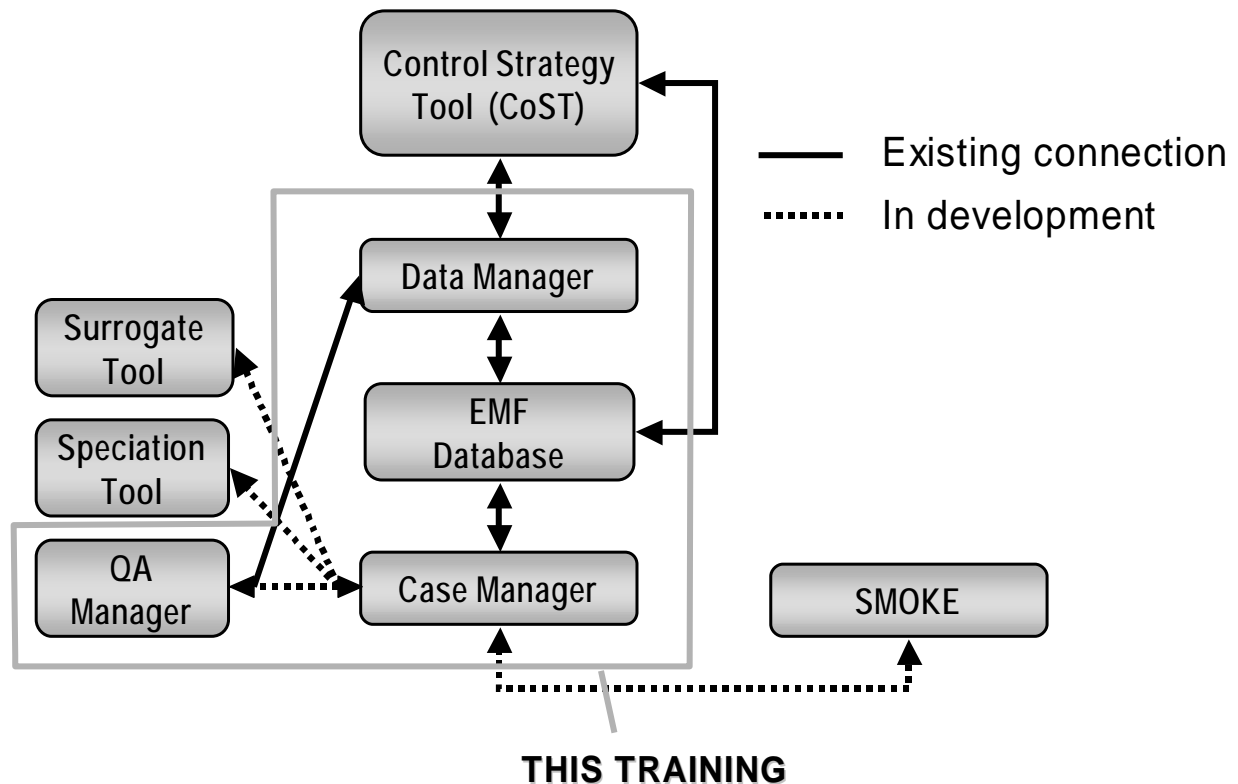 Control Strategy
Tool (CoST)
Existing connection
In development
Data Manager
Surrogate
Tool
EMF
Database
Speciation
Tool
QA
Manager
Case Manager
SMOKE
THIS TRAINING